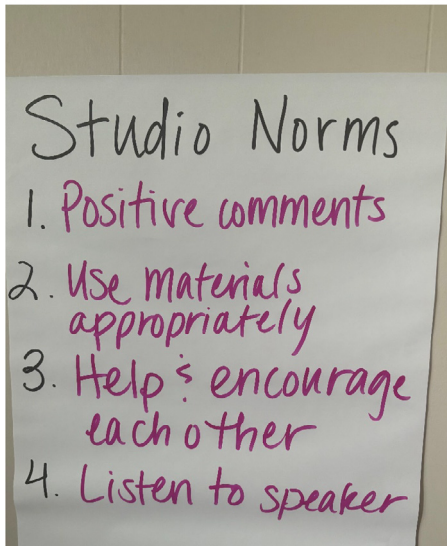 Studio Norms
1. Positive comments
2. Use materials
appropriately
3. Help & encourage
each other
4. Listen to speaker